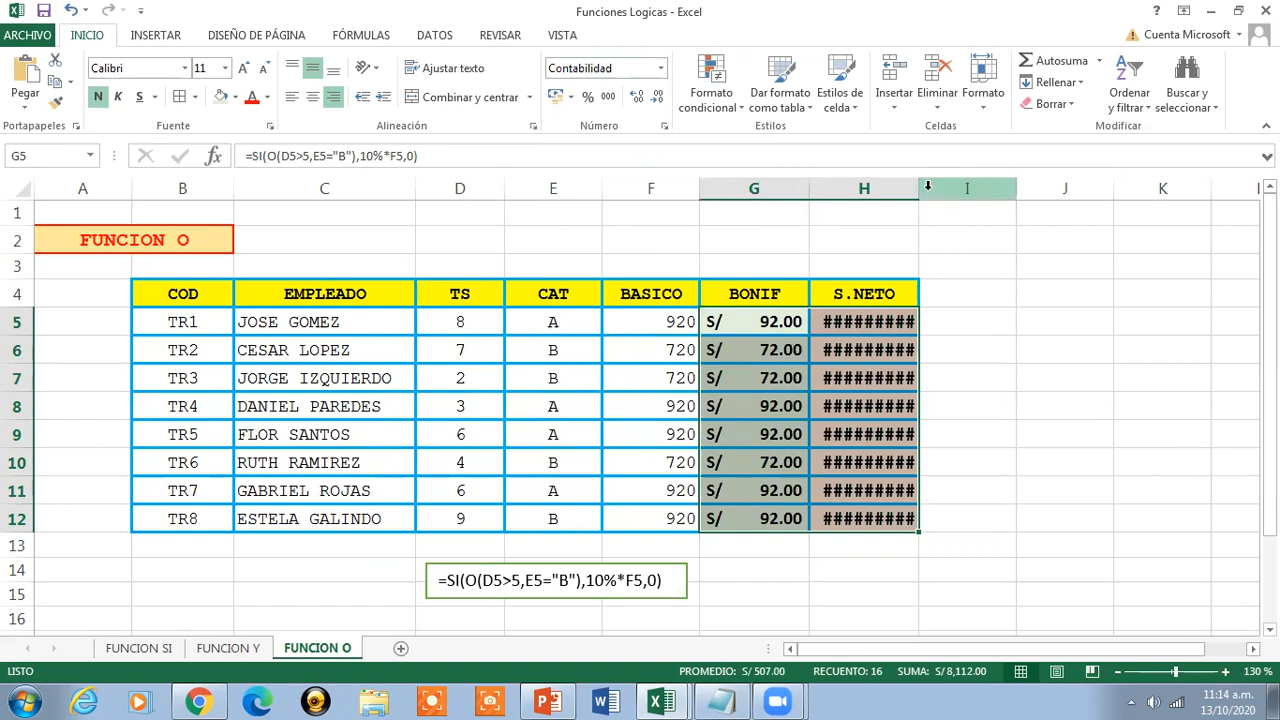 Funciones Logicas - Excel
ARCHIVO INICIO INSERTAR DISEÑO DE PÁGINA FÓRMULAS DATOS REVISAR VISTA Cuenta Microsoft
Calibri 11 Ajustar texto Contabilidad Autosuma
Rellenar
Pegar N K S Combinar y centrar % 000 Formato condicional Dar formato como tabla Estilos de celda Insertar Eliminar Formato Borrar Ordenar y filtrar Buscar y seleccionar
Portapapeles Fuente Alineación Número Estilos Celdas Modificar
G5 fx =SI(O(D5>5,E5="B"),10%*F5,0)
A B C D E F G H I J K
1
2 FUNCION O
3
4 COD EMPLEADO TS CAT BASICO BONIF S.NETO
5 TR1 JOSE GOMEZ 8 A 920 S/ 92.00 #########
6 TR2 CESAR LOPEZ 7 B 720 S/ 72.00 #########
7 TR3 JORGE IZQUIERDO 2 B 720 S/ 72.00 #########
8 TR4 DANIEL PAREDES 3 A 920 S/ 92.00 #########
9 TR5 FLOR SANTOS 6 A 920 S/ 92.00 #########
10 TR6 RUTH RAMIREZ 4 B 720 S/ 72.00 #########
11 TR7 GABRIEL ROJAS 6 A 920 S/ 92.00 #########
12 TR8 ESTELA GALINDO 9 B 920 S/ 92.00 #########
13
14 =SI(O(D5>5,E5="B"),10%*F5,0)
15
16
FUNCION SI FUNCION Y FUNCION O
LISTO PROMEDIO: S/ 507.00 RECUENTO: 16 SUMA: S/ 8,112.00 130 %
11:14 a.m.
13/10/2020